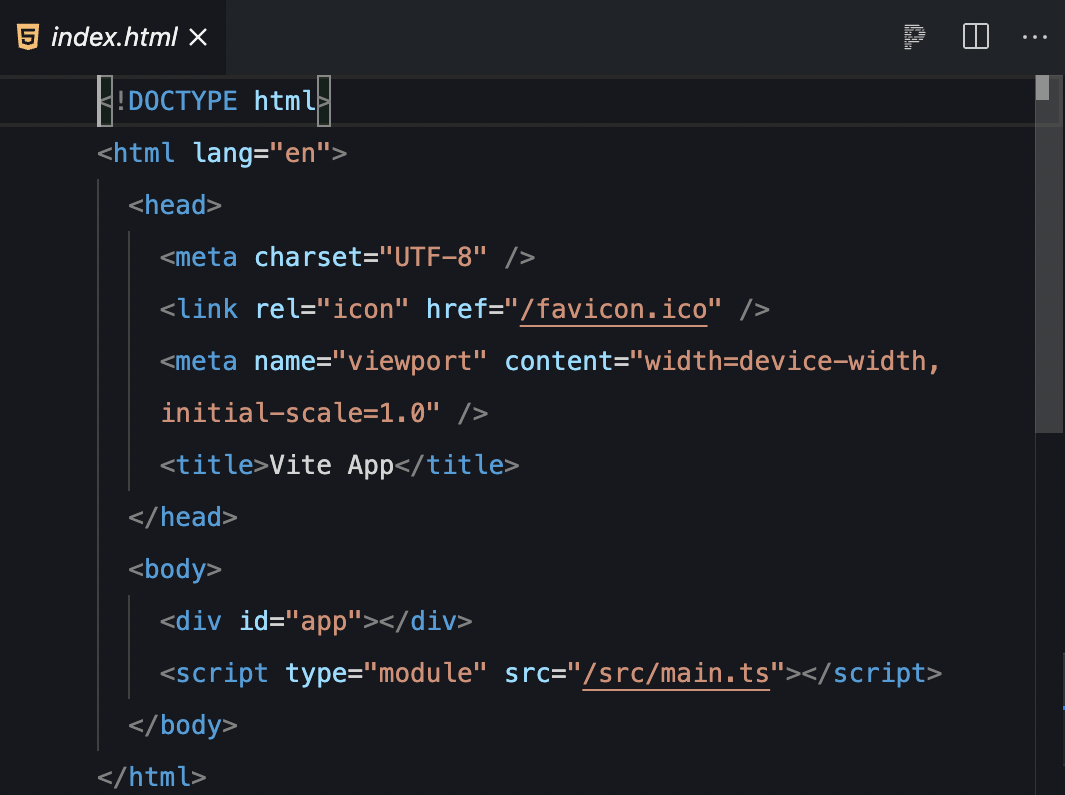 index.html
<!DOCTYPE html>
<html lang="en">
<head>
<meta charset="UTF-8" />
<link rel="icon" href="/favicon.ico" />
<meta name="viewport" content="width=device-width,
initial-scale=1.0" />
<title>Vite App</title>
</head>
<body>
<div id="app"></div>
<script type="module" src="/src/main.ts"></script>
</body>
</html>